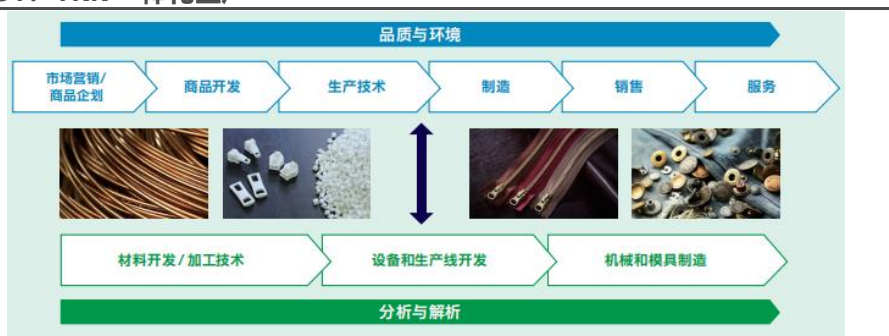 品质与环境
市场营销/
商品企划
商品开发
生产技术
制造
销售
服务
材料开发/加工技术
设备和生产线开发
机械和模具制造
分析与解析